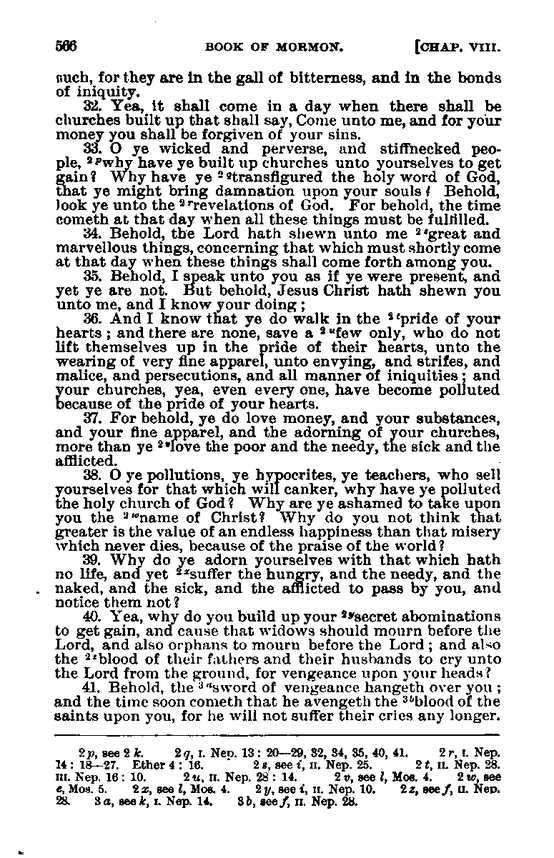 566 BOOK OF MORMON. [CHAP. VIII.
such, for they are in the gall of bitterness, and in the bonds
of iniquity.
32. Yea, it shall come in a day when there shall be
churches built up that shall say, Come unto me, and for your
money you shall be forgiven of your sins.
33. O ye wicked and perverse, and stiffnecked peo-
ple, ²ᵖwhy have ye built up churches unto yourselves to get
gain? Why have ye ²�qtransfigured the holy word of God,
that ye might bring damnation upon your souls? Behold,
look ye unto the ²ʳrevelations of God. For behold, the time
cometh at that day when all these things must be fulfilled.
34. Behold, the Lord hath shewn unto me ²ˢgreat and
marvellous things, concerning that which must shortly come
at that day when these things shall come forth among you.
35. Behold, I speak unto you as if ye were present, and
yet ye are not. But behold, Jesus Christ hath shewn you
unto me, and I know your doing;
36. And I know that ye do walk in the ²ᵗpride of your
hearts; and there are none, save a ²ᵘfew only, who do not
lift themselves up in the pride of their hearts, unto the
wearing of very fine apparel, unto envying, and strifes, and
malice, and persecutions, and all manner of iniquities; and
your churches, yea, even every one, have become polluted
because of the pride of your hearts.
37. For behold, ye do love money, and your substances,
and your fine apparel, and the adorning of your churches,
more than ye ²ᵛlove the poor and the needy, the sick and the
afflicted.
38. O ye pollutions, ye hypocrites, ye teachers, who sell
yourselves for that which will canker, why have ye polluted
the holy church of God? Why are ye ashamed to take upon
you the ²ʷname of Christ? Why do you not think that
greater is the value of an endless happiness than that misery
which never dies, because of the praise of the world?
39. Why do ye adorn yourselves with that which hath
no life, and yet ²ˣsuffer the hungry, and the needy, and the
naked, and the sick, and the afflicted to pass by you, and
notice them not?
40. Yea, why do you build up your ²ʸsecret abominations
to get gain, and cause that widows should mourn before the
Lord, and also orphans to mourn before the Lord; and also
the ²ᶻblood of their fathers and their husbands to cry unto
the Lord from the ground, for vengeance upon your heads?
41. Behold, the ³ᵃsword of vengeance hangeth over you;
and the time soon cometh that he avengeth the ³ᵇblood of the
saints upon you, for he will not suffer their cries any longer.
2p, see 2k. 2q, I. Nep. 13: 20—29, 32, 34, 35, 40, 41. 2r, I. Nep.
14: 18—27. Ether 4: 16. 2s, see i, II. Nep. 25. 2t, II. Nep. 28.
III. Nep. 16: 10. 2u, II. Nep. 28: 14. 2v, see l, Mos. 4. 2w, see
e, Mos. 5. 2x, see l, Mos. 4. 2y, see i, II. Nep. 10. 2z, see f, II. Nep.
28. 3a, see k, I. Nep. 14. 3b, see f, II. Nep. 28.